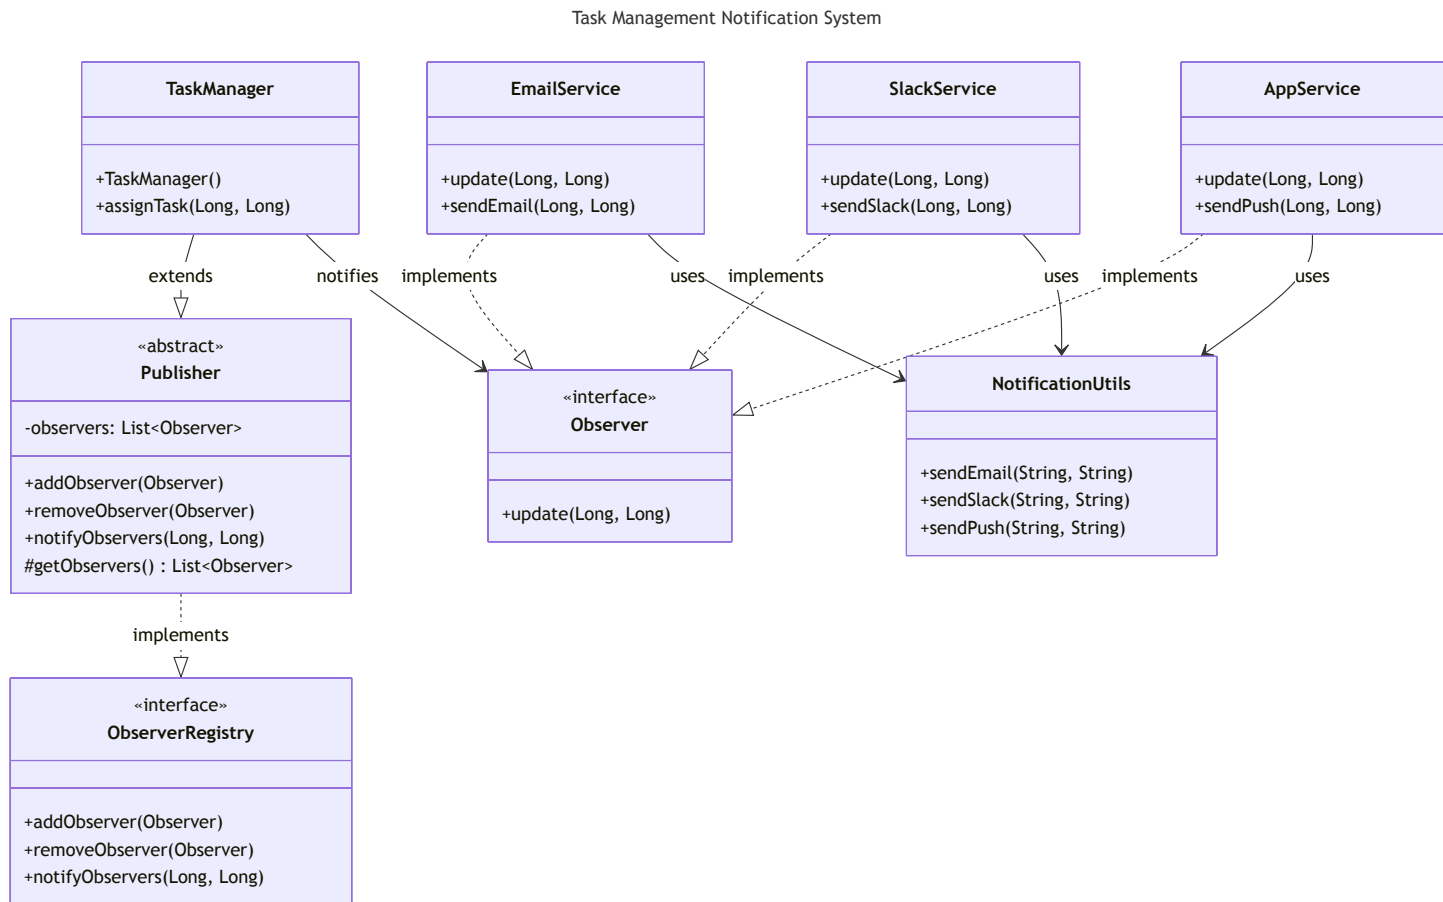 Task Management Notification System
TaskManager
+TaskManager()
+assignTask(Long, Long)
EmailService
+update(Long, Long)
+sendEmail(Long, Long)
SlackService
+update(Long, Long)
+sendSlack(Long, Long)
AppService
+update(Long, Long)
+sendPush(Long, Long)
extends
notifies
implements
uses
implements
uses
implements
uses
«abstract»
Publisher
-observers: List<Observer>
+addObserver(Observer)
+removeObserver(Observer)
+notifyObservers(Long, Long)
#getObservers() : List<Observer>
«interface»
Observer
+update(Long, Long)
NotificationUtils
+sendEmail(String, String)
+sendSlack(String, String)
+sendPush(String, String)
implements
«interface»
ObserverRegistry
+addObserver(Observer)
+removeObserver(Observer)
+notifyObservers(Long, Long)